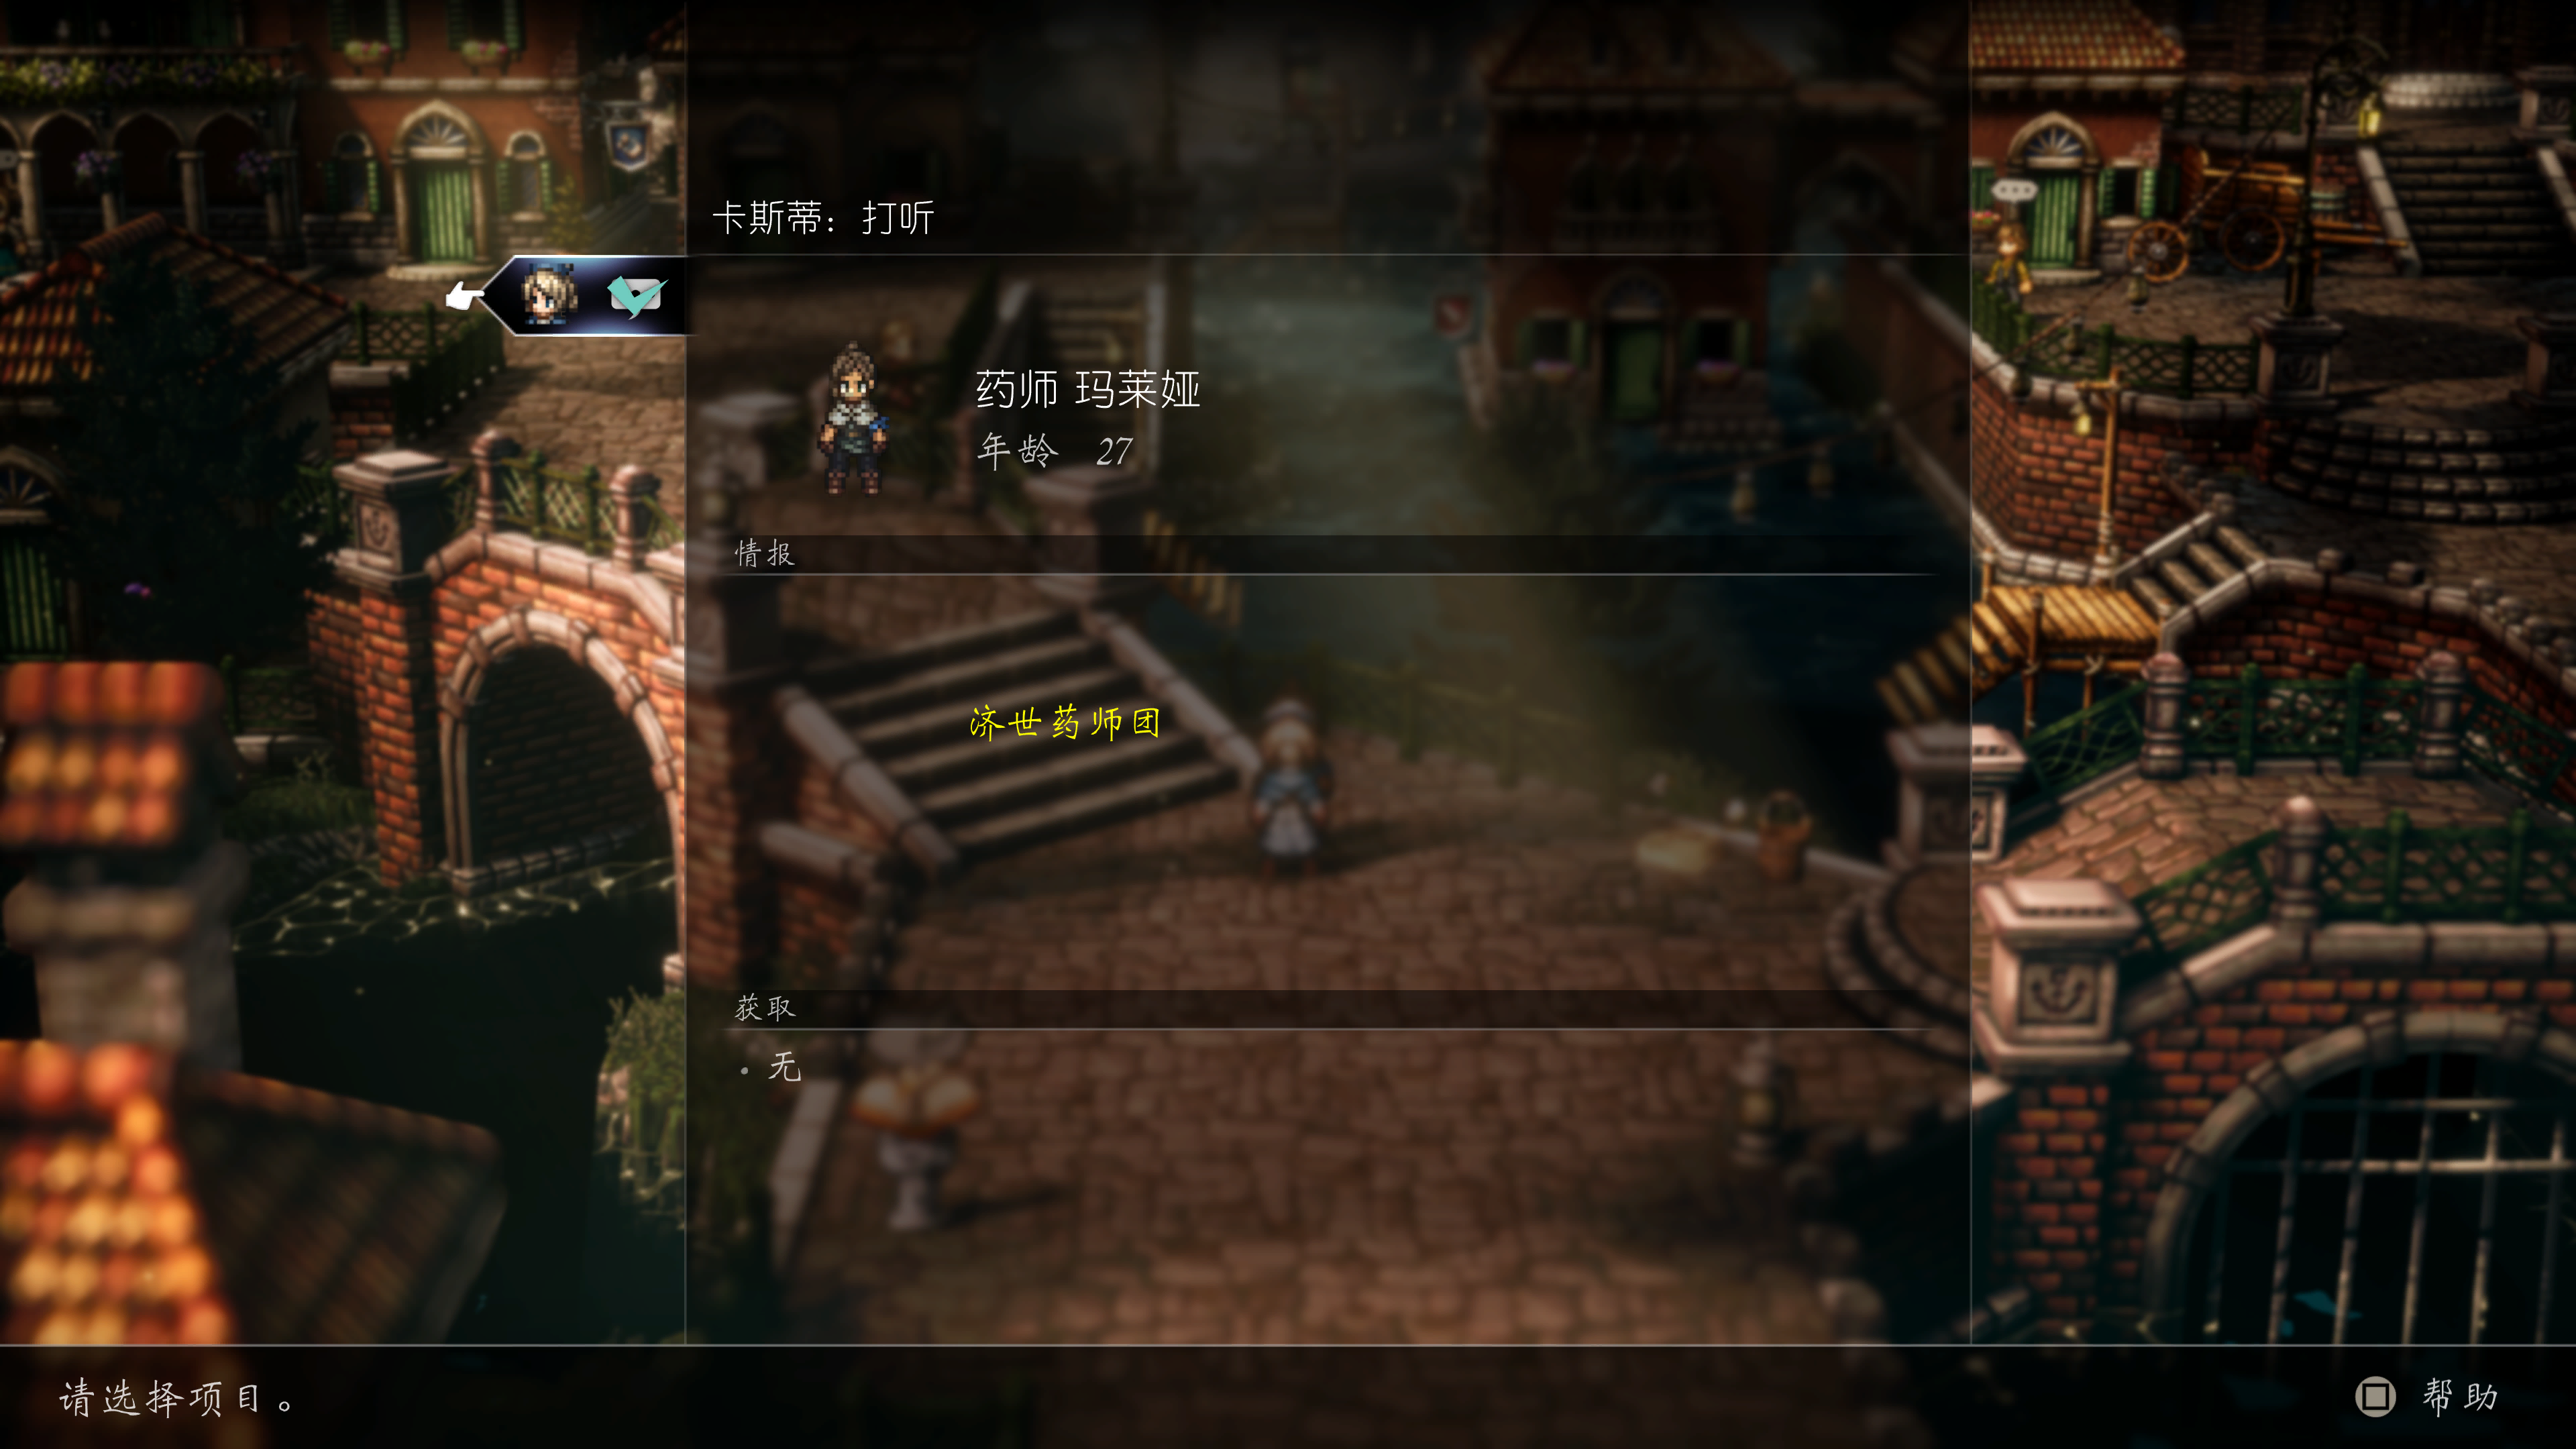 卡斯蒂：打听
药师 玛莱娅
年龄 27
情报
济世药师团
获取
• 无
请选择项目。
帮助